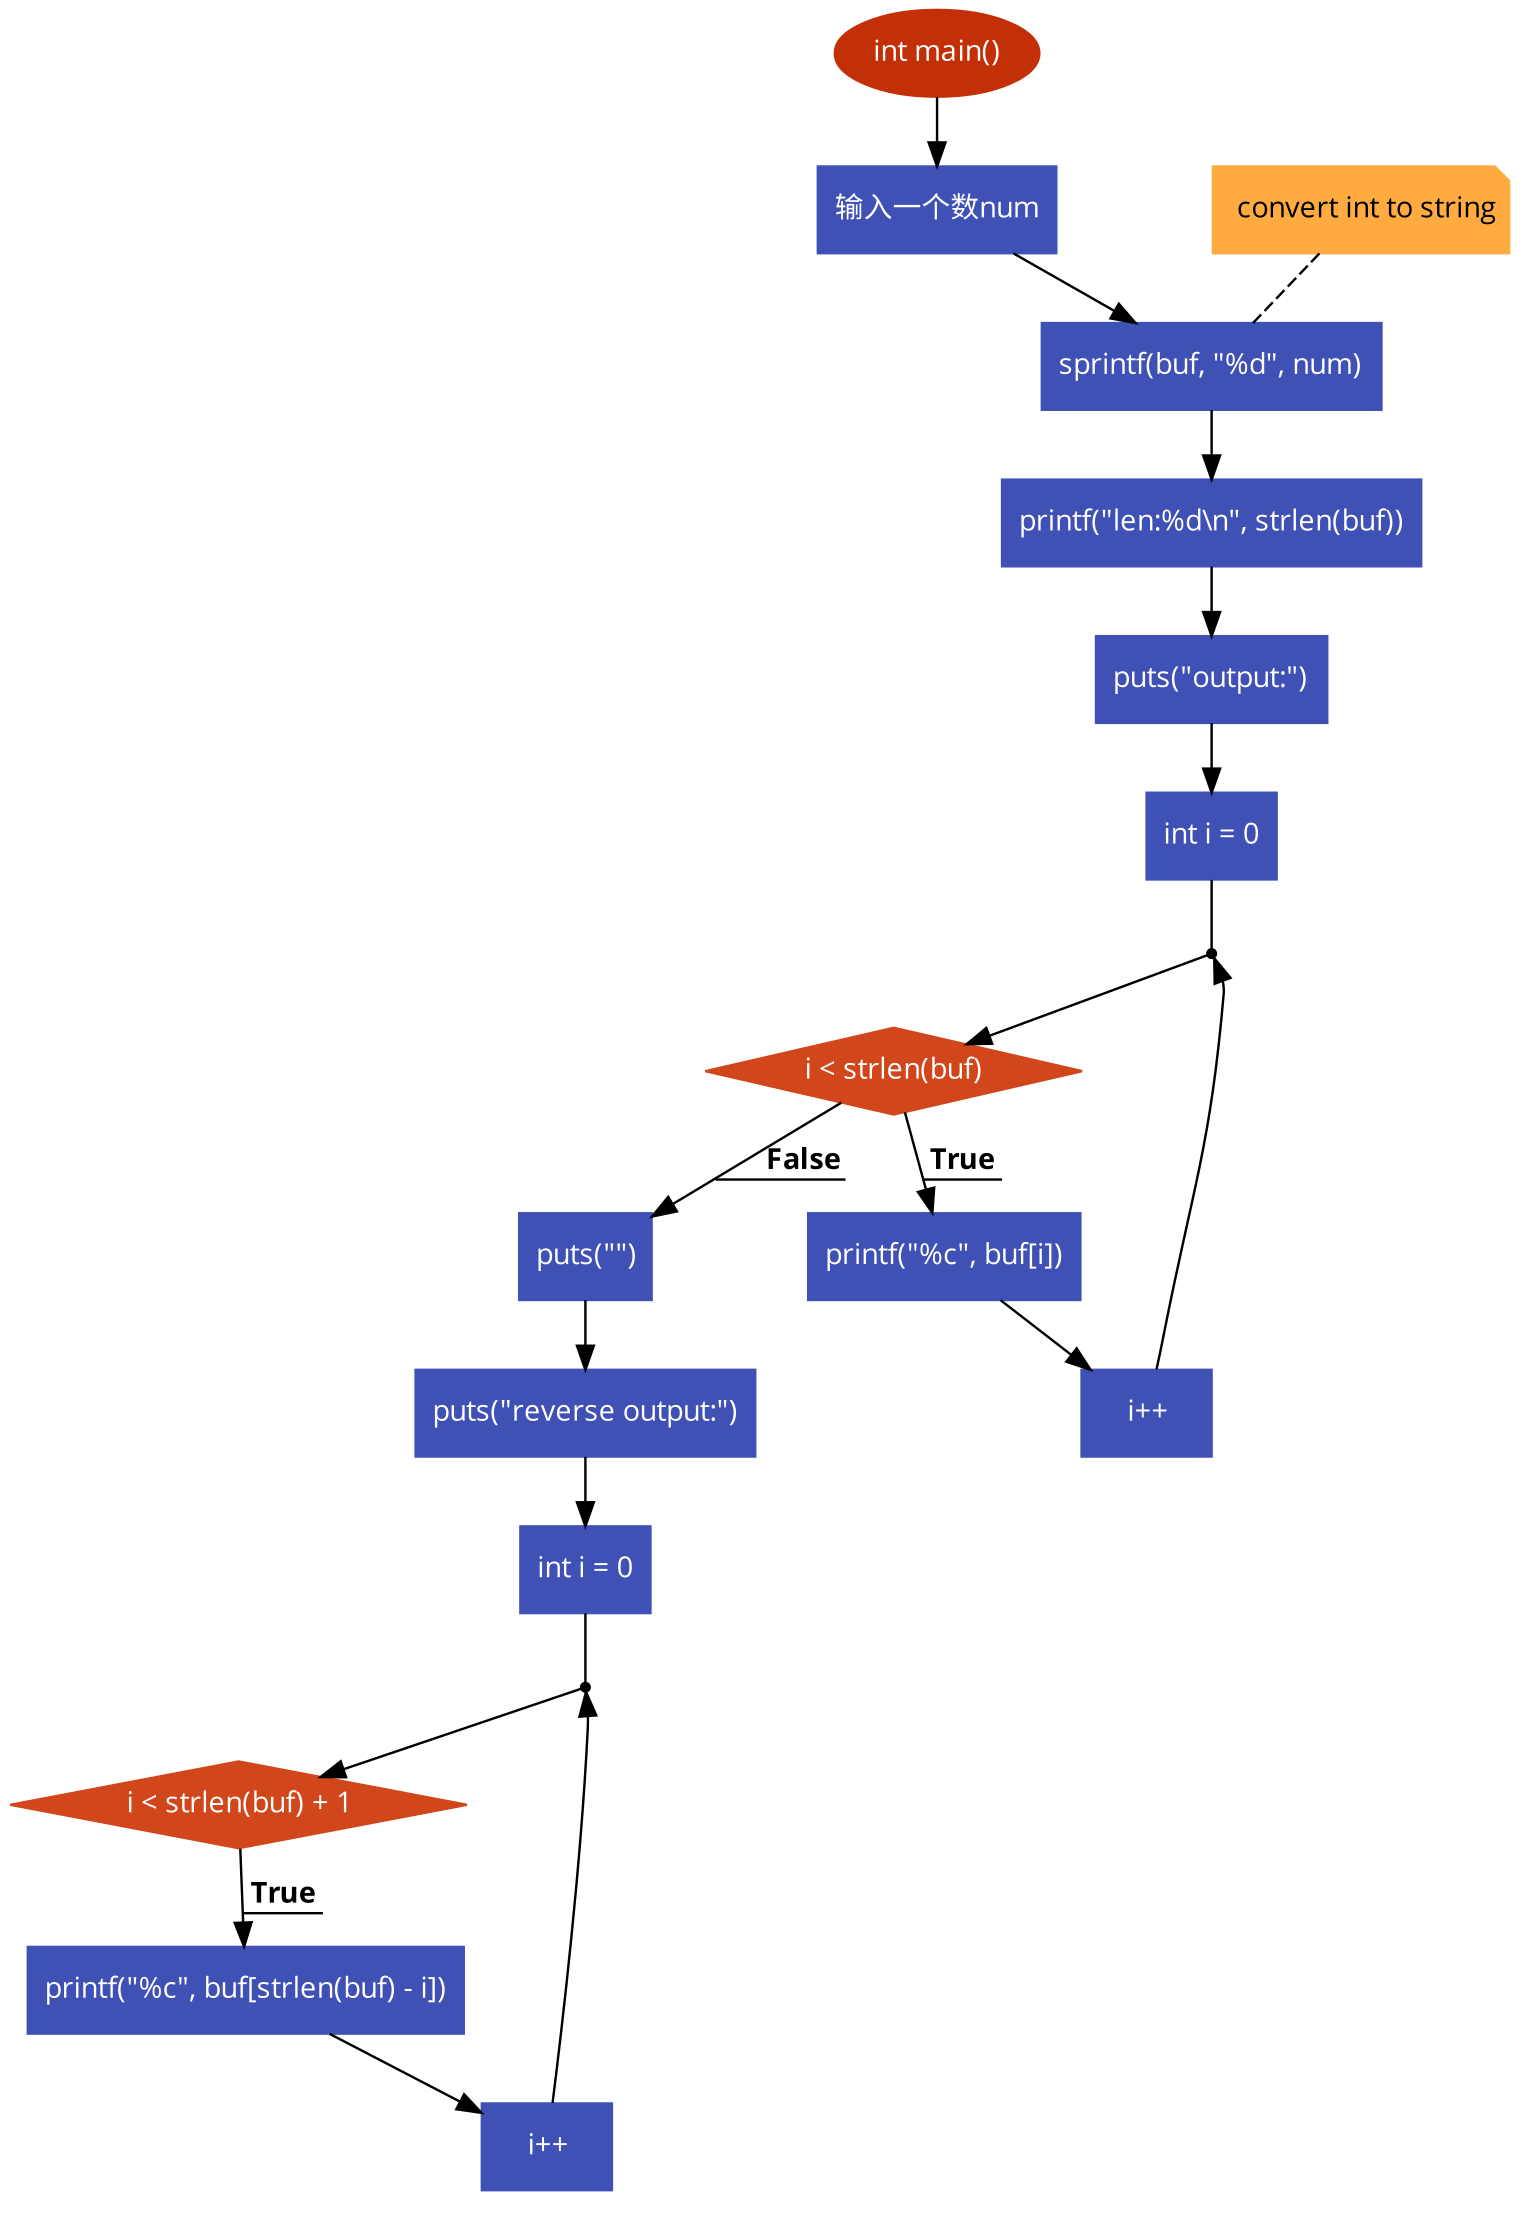 int main()
输入一个数num
convert int to string
sprintf(buf, "%d", num)
printf("len:%d\n", strlen(buf))
puts("output:")
int i = 0
i < strlen(buf)
False
True
puts("")
printf("%c", buf[i])
puts("reverse output:")
i++
int i = 0
i < strlen(buf) + 1
True
printf("%c", buf[strlen(buf) - i])
i++